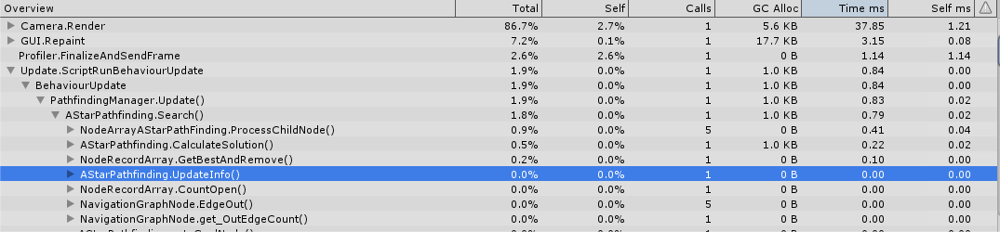 Overview Total Self Calls GC Alloc Time ms Self ms
Camera.Render 86.7% 2.7% 1 5.6 KB 37.85 1.21
GUI.Repaint 7.2% 0.1% 1 17.7 KB 3.15 0.08
Profiler.FinalizeAndSendFrame 2.6% 2.6% 1 0 B 1.14 1.14
Update.ScriptRunBehaviourUpdate 1.9% 0.0% 1 1.0 KB 0.84 0.00
BehaviourUpdate 1.9% 0.0% 1 1.0 KB 0.84 0.00
PathfindingManager.Update() 1.9% 0.0% 1 1.0 KB 0.83 0.02
AStarPathfinding.Search() 1.8% 0.0% 1 1.0 KB 0.79 0.02
NodeArrayAStarPathFinding.ProcessChildNode() 0.9% 0.0% 5 0 B 0.41 0.04
AStarPathfinding.CalculateSolution() 0.5% 0.0% 1 1.0 KB 0.22 0.02
NodeRecordArray.GetBestAndRemove() 0.2% 0.0% 1 0 B 0.10 0.00
AStarPathfinding.UpdateInfo() 0.0% 0.0% 1 0 B 0.00 0.00
NodeRecordArray.CountOpen() 0.0% 0.0% 1 0 B 0.00 0.00
NavigationGraphNode.EdgeOut() 0.0% 0.0% 5 0 B 0.00 0.00
NavigationGraphNode.get_OutEdgeCount() 0.0% 0.0% 1 0 B 0.00 0.00